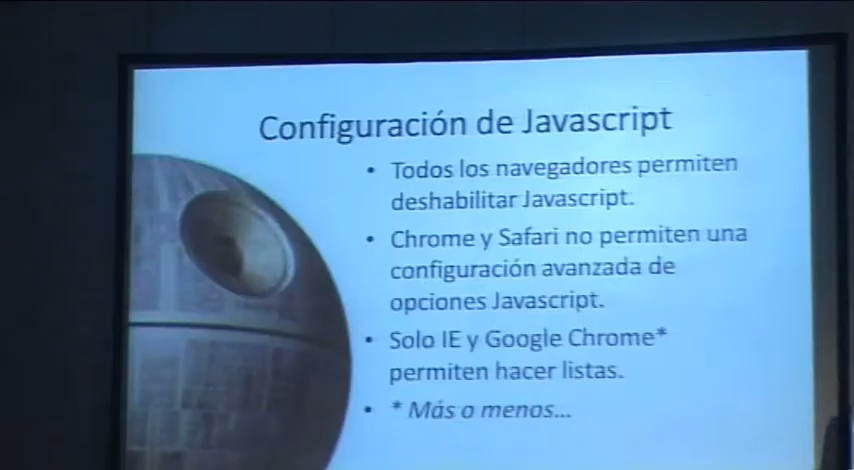 Configuración de Javascript
• Todos los navegadores permiten
deshabilitar Javascript.
• Chrome y Safari no permiten una
configuración avanzada de
opciones Javascript.
• Solo IE y Google Chrome*
permiten hacer listas.
• * Más o menos...